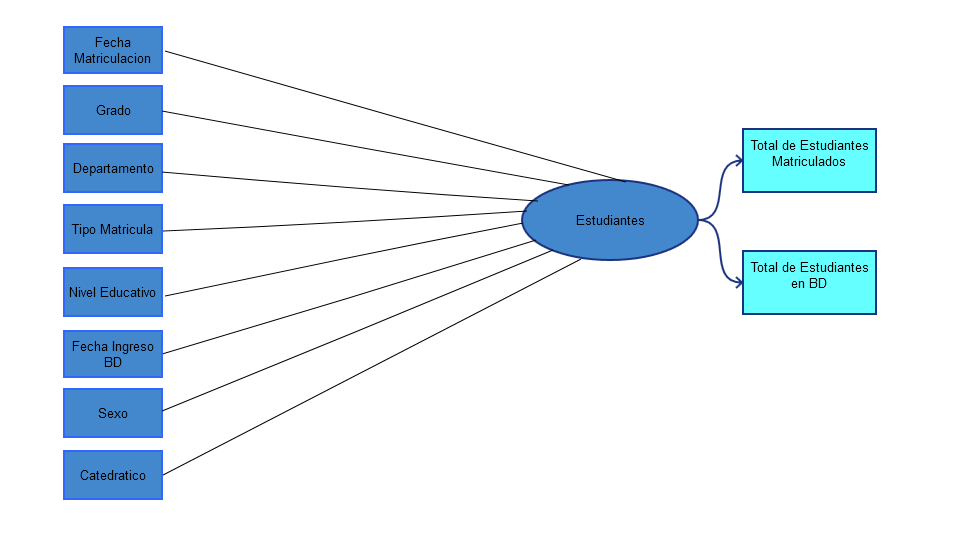 Fecha
Matriculacion
Grado
Departamento
Tipo Matricula
Nivel Educativo
Fecha Ingreso
BD
Sexo
Catedratico
Estudiantes
Total de Estudiantes
Matriculados
Total de Estudiantes
en BD